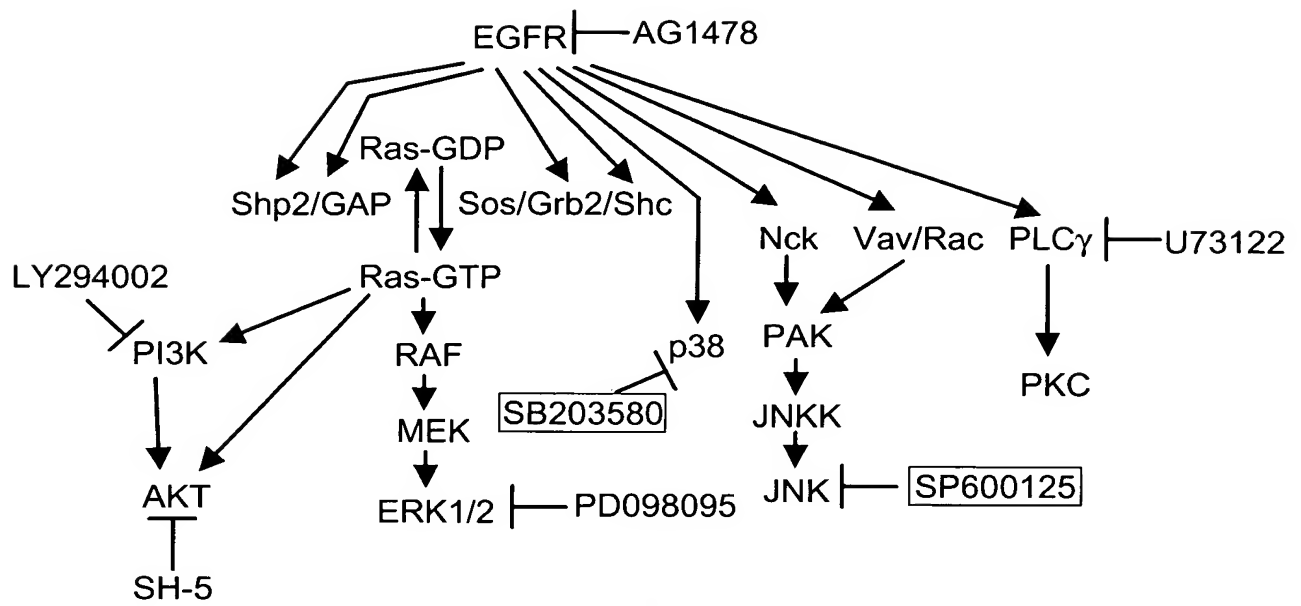 EGFR AG1478
Ras-GDP
Shp2/GAP Sos/Grb2/Shc
Nck Vav/Rac PLCγ U73122
LY294002 Ras-GTP
PI3K RAF p38 PAK
PKC
SB203580 JNKK
MEK
AKT ERK1/2 PD098095 JNK SP600125
SH-5